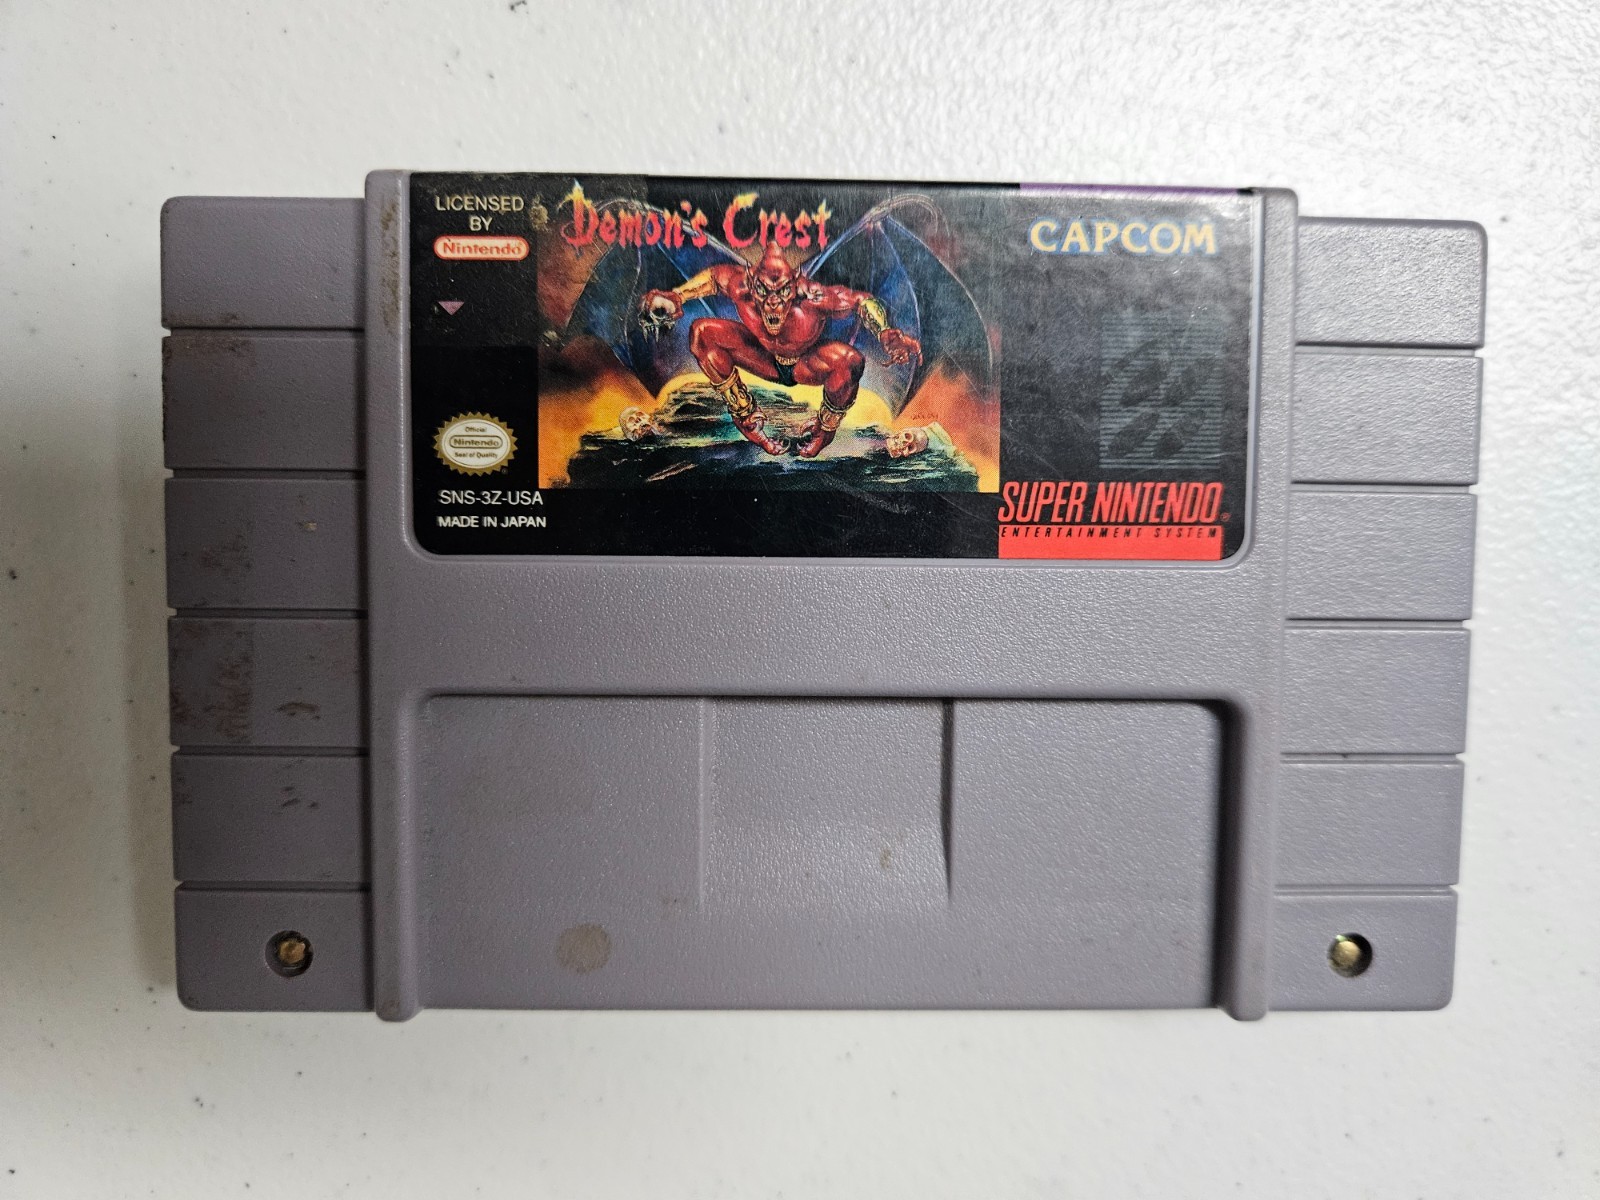 LICENSED
BY
Nintendo
Demon's Crest
CAPCOM
Official
Nintendo
Seal of Quality
SNS-3Z-USA
MADE IN JAPAN
SUPER NINTENDO
ENTERTAINMENT SYSTEM